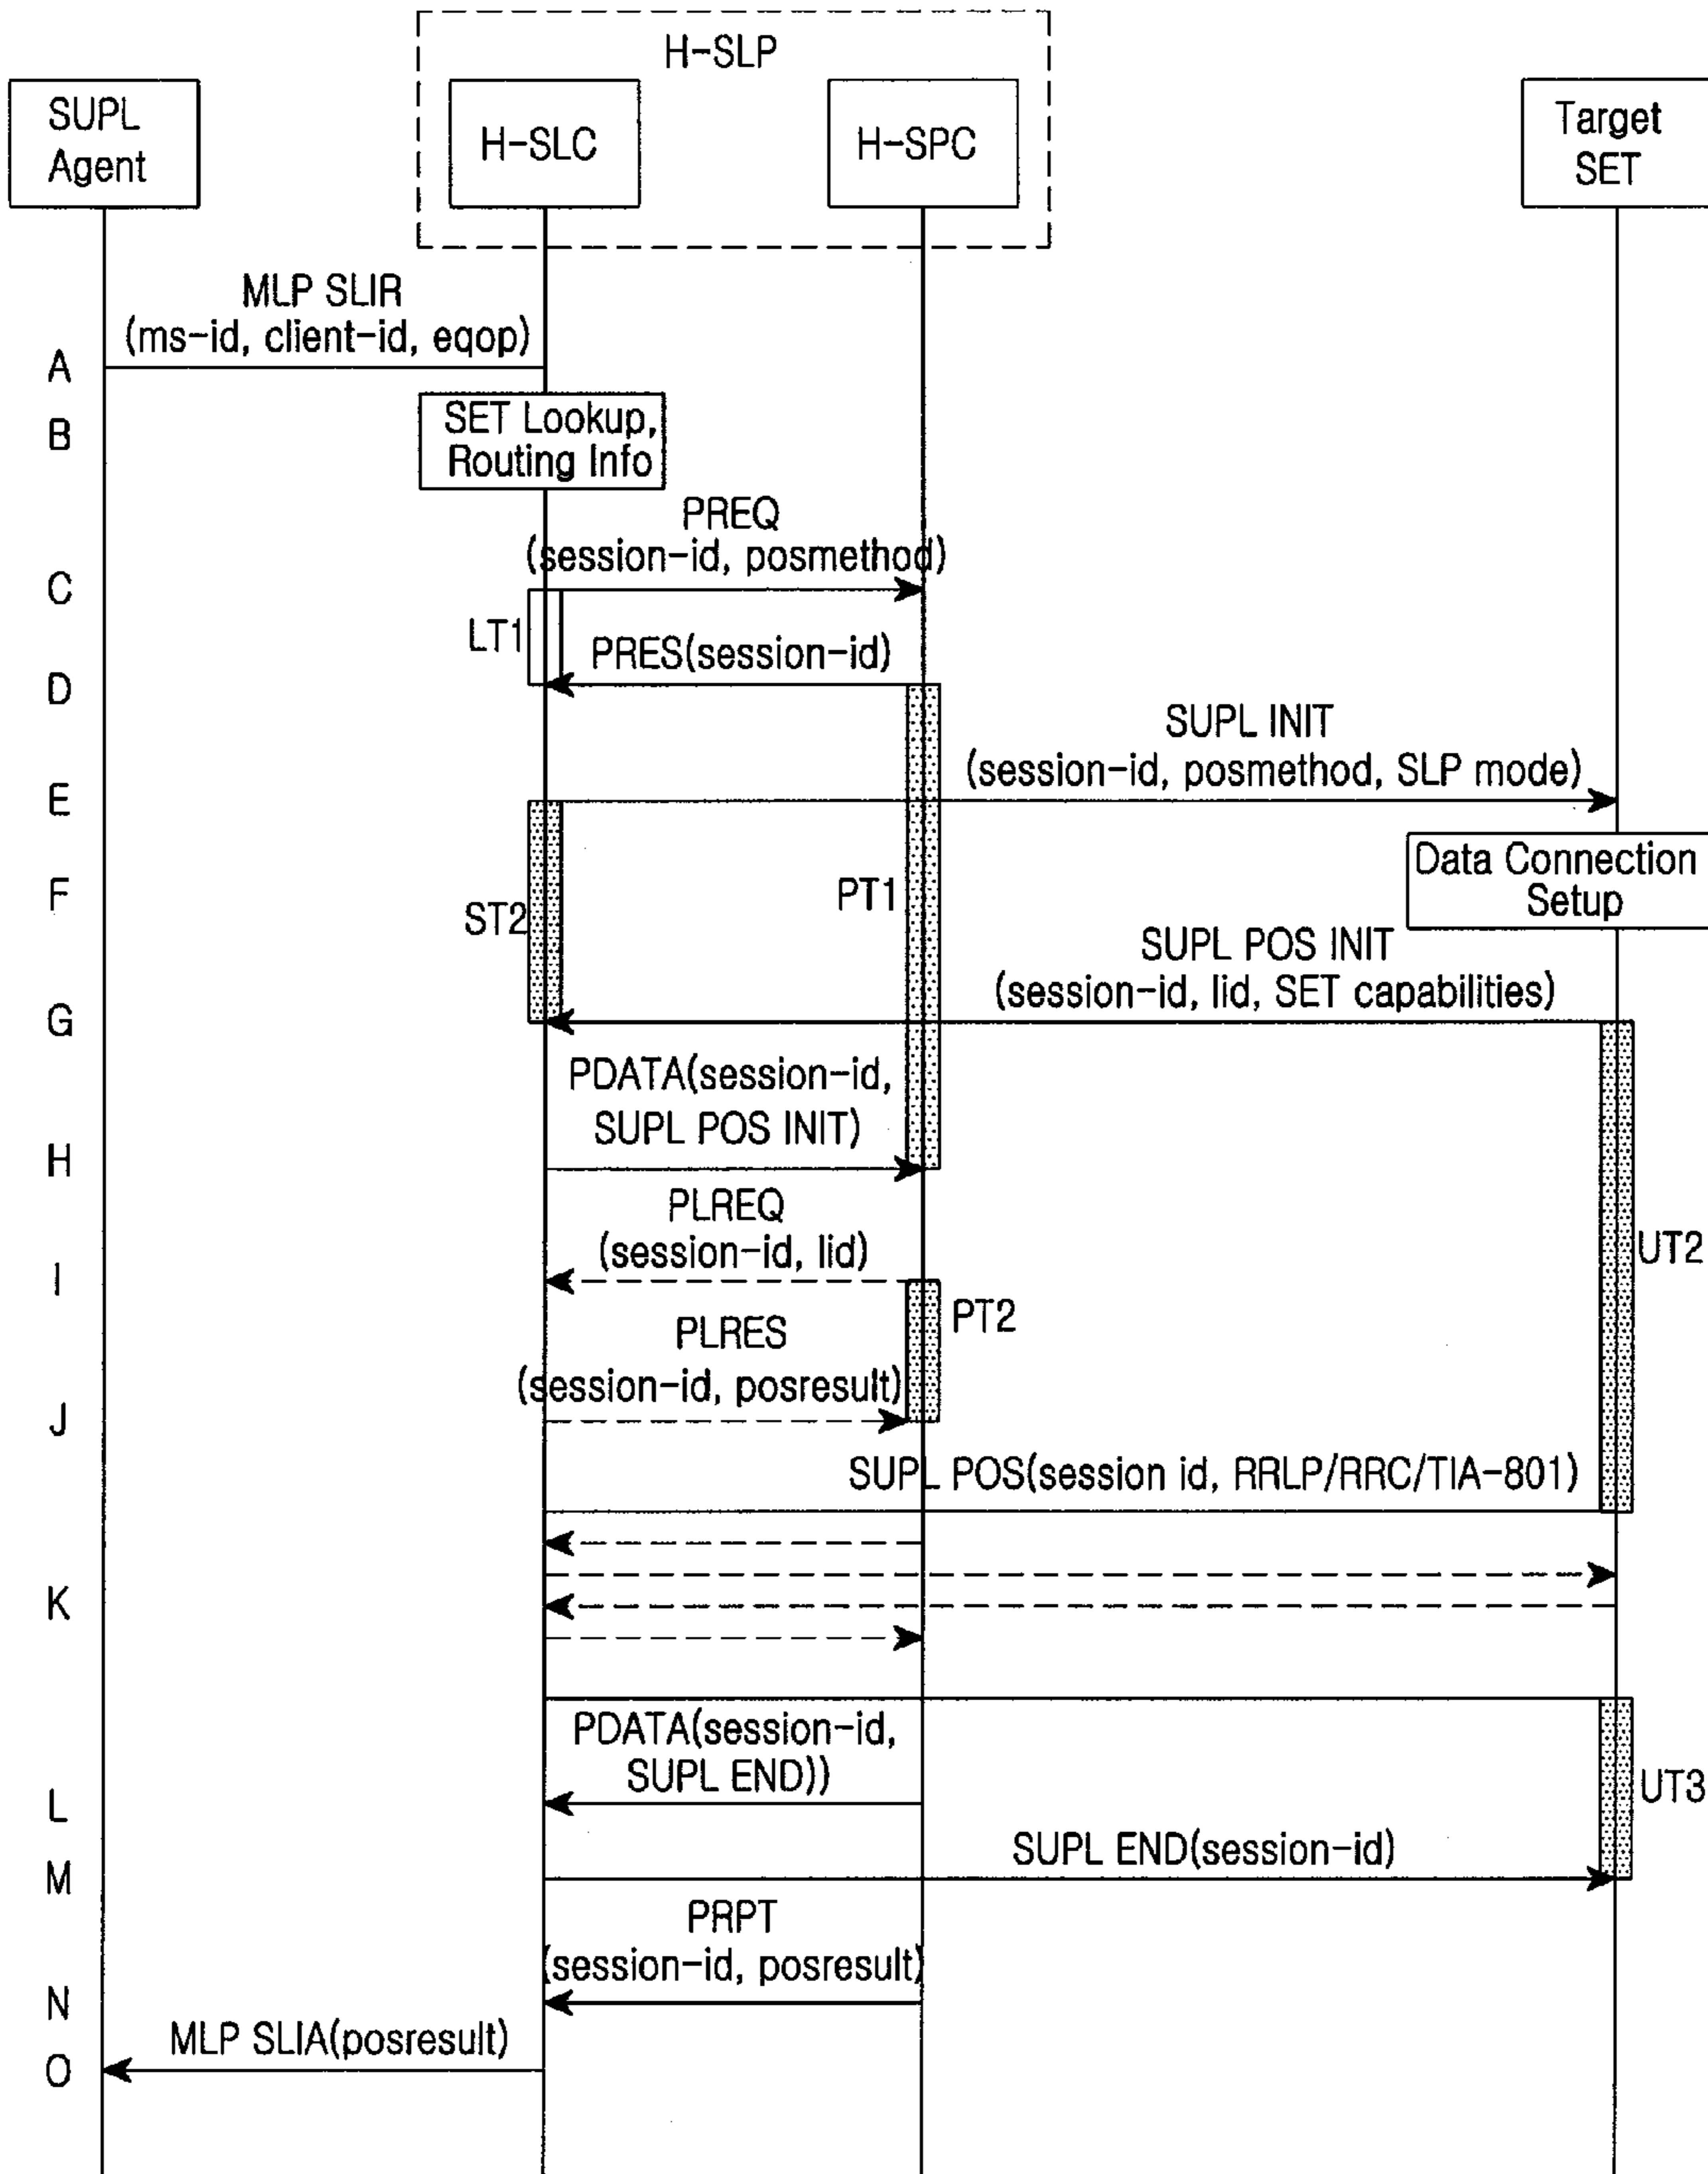 H-SLP
SUPL
Agent
H-SLC
H-SPC
Target
SET
MLP SLIR
(ms-id, client-id, eqop)
A
SET Lookup,
Routing Info
B
PREQ
(session-id, posmethod)
C
LT1
PRES(session-id)
D
SUPL INIT
(session-id, posmethod, SLP mode)
E
Data Connection
Setup
F
ST2
PT1
SUPL POS INIT
(session-id, lid, SET capabilities)
G
PDATA(session-id,
SUPL POS INIT)
H
PLREQ
(session-id, lid)
UT2
I
PT2
PLRES
(session-id, posresult)
J
SUPL POS(session id, RRLP/RRC/TIA-801)
K
PDATA(session-id,
SUPL END))
UT3
L
SUPL END(session-id)
M
PRPT
(session-id, posresult)
N
MLP SLIA(posresult)
O